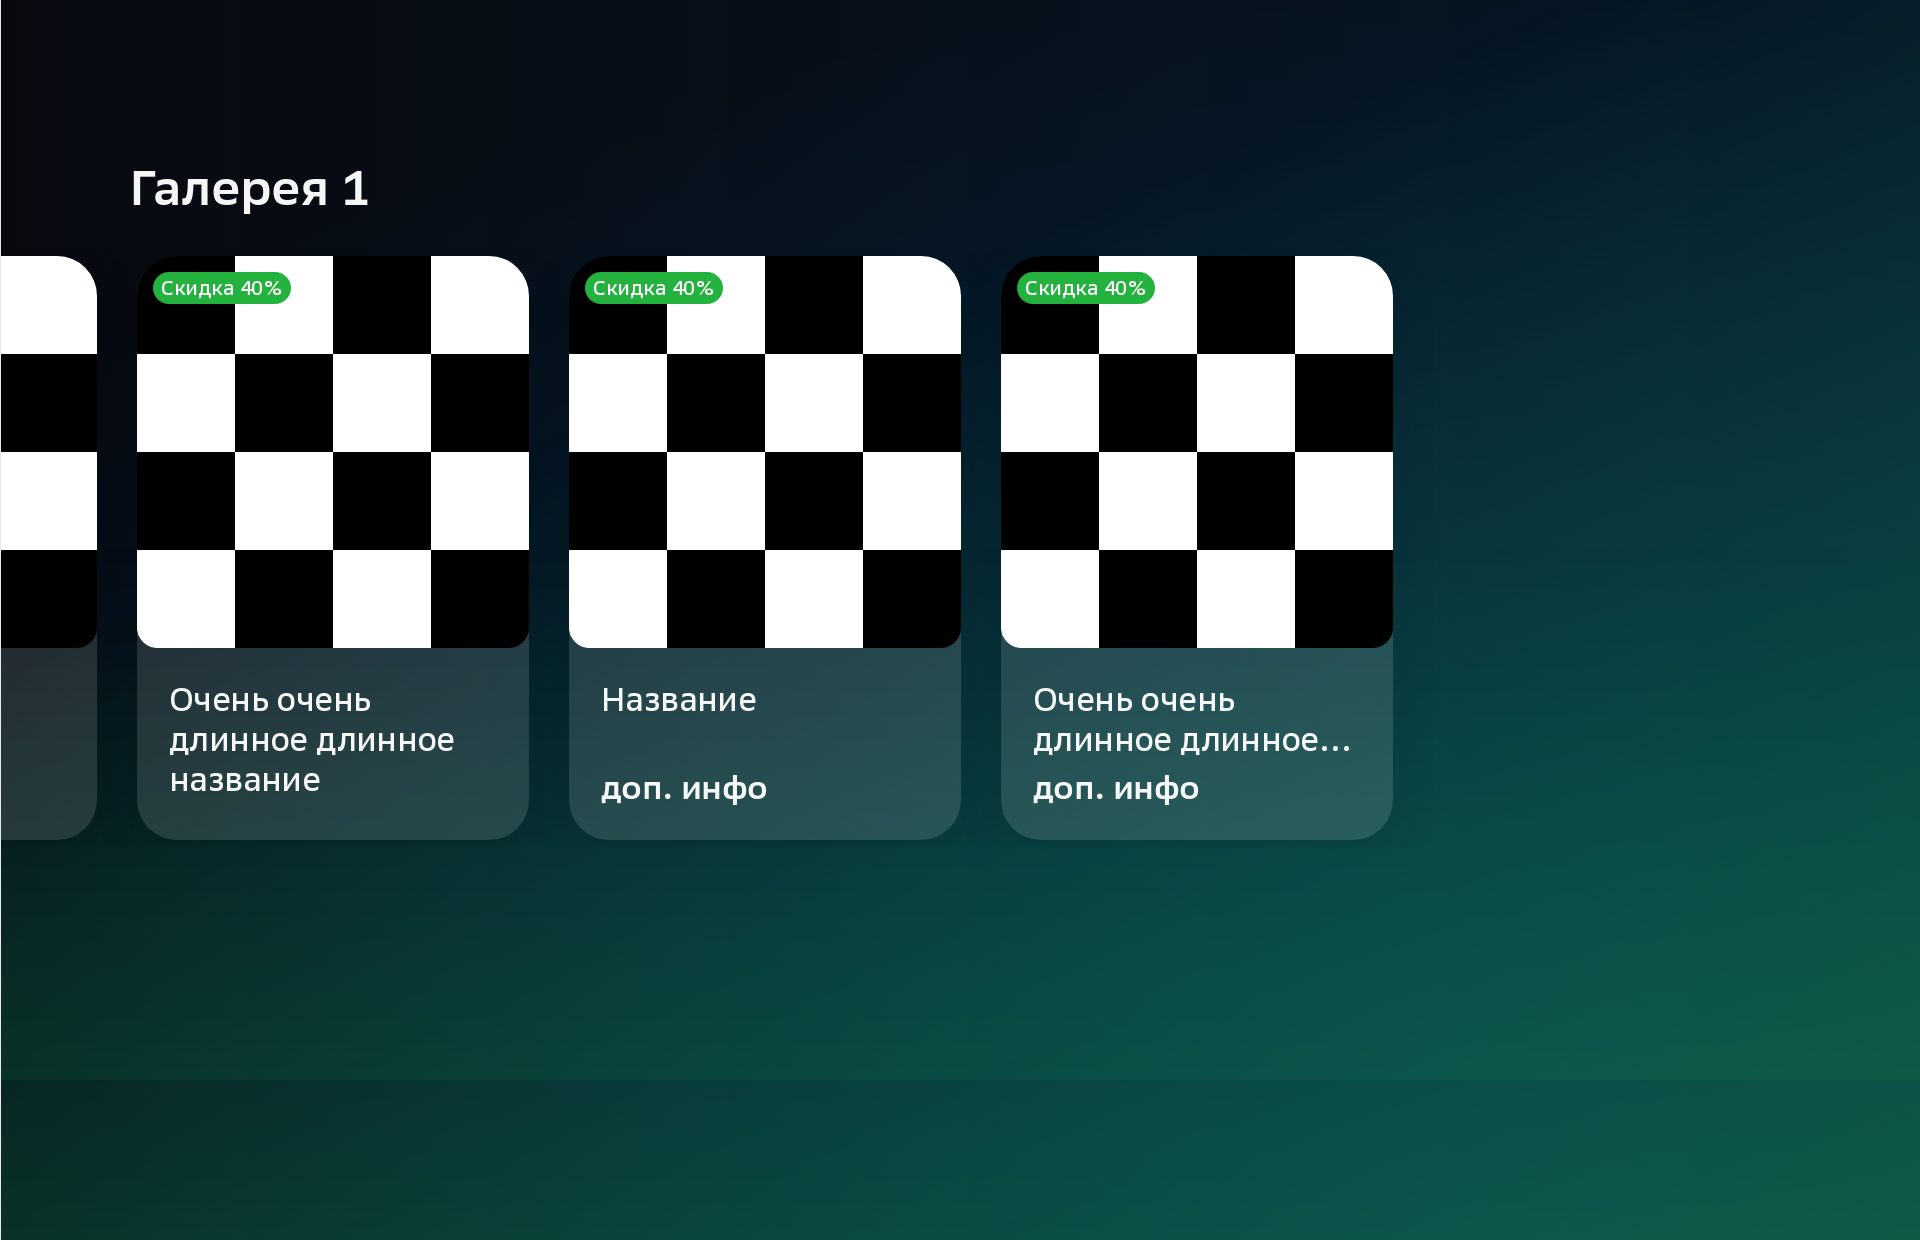 Галерея 1
Скидка 40%
Очень очень
длинное длинное
название
Скидка 40%
Название
доп. инфо
Скидка 40%
Очень очень
длинное длинное...
доп. инфо